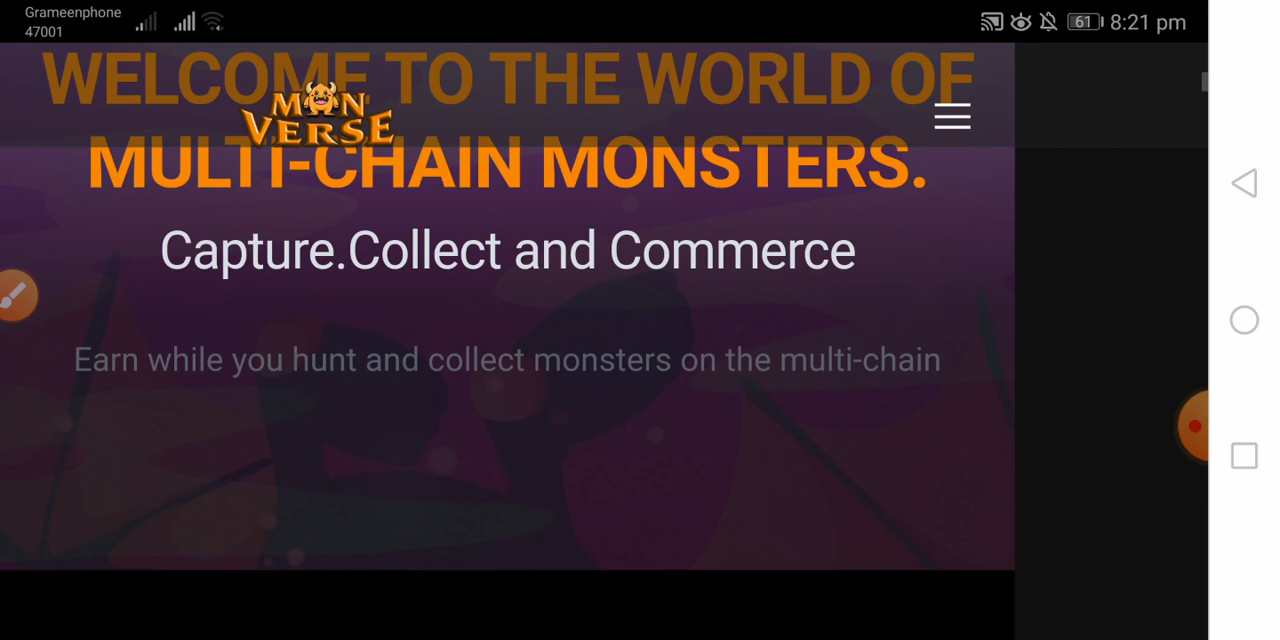 Grameenphone
47001
61 8:21 pm
WELCOME TO THE WORLD OF
MON
VERSE
MULTI-CHAIN MONSTERS.
Capture.Collect and Commerce
Earn while you hunt and collect monsters on the multi-chain